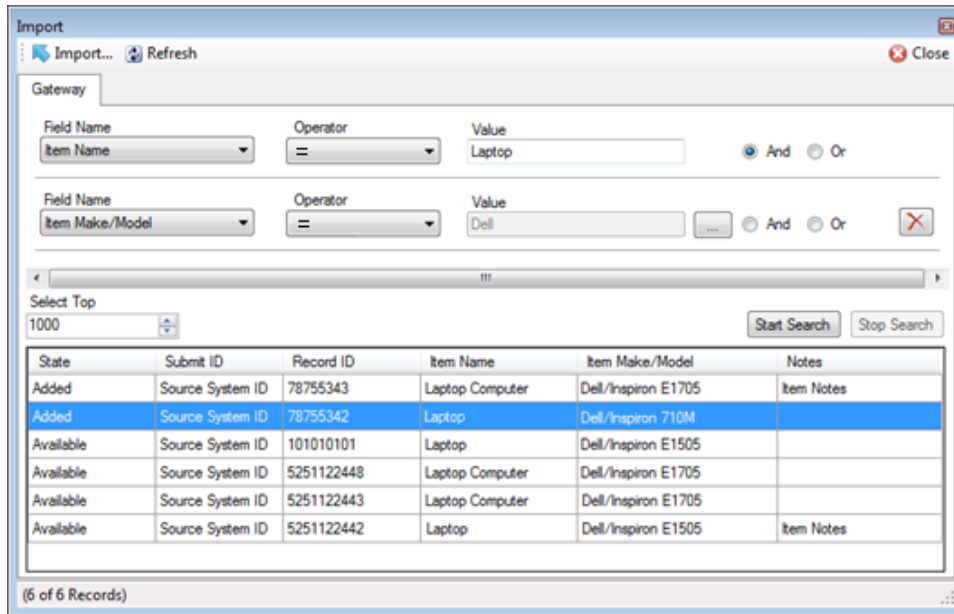 Import
Import... Refresh Close
Gateway
Field Name Operator Value
Item Name = Laptop And Or
Field Name Operator Value
Item Make/Model = Dell ... And Or
Select Top
1000 Start Search Stop Search
State Submit ID Record ID Item Name Item Make/Model Notes
Added Source System ID 78755343 Laptop Computer Dell/Inspiron E1705 Item Notes
Added Source System ID 78755342 Laptop Dell/Inspiron 710M
Available Source System ID 101010101 Laptop Dell/Inspiron E1505
Available Source System ID 5251122448 Laptop Computer Dell/Inspiron E1705
Available Source System ID 5251122443 Laptop Computer Dell/Inspiron E1705
Available Source System ID 5251122442 Laptop Dell/Inspiron E1505 Item Notes
(6 of 6 Records)